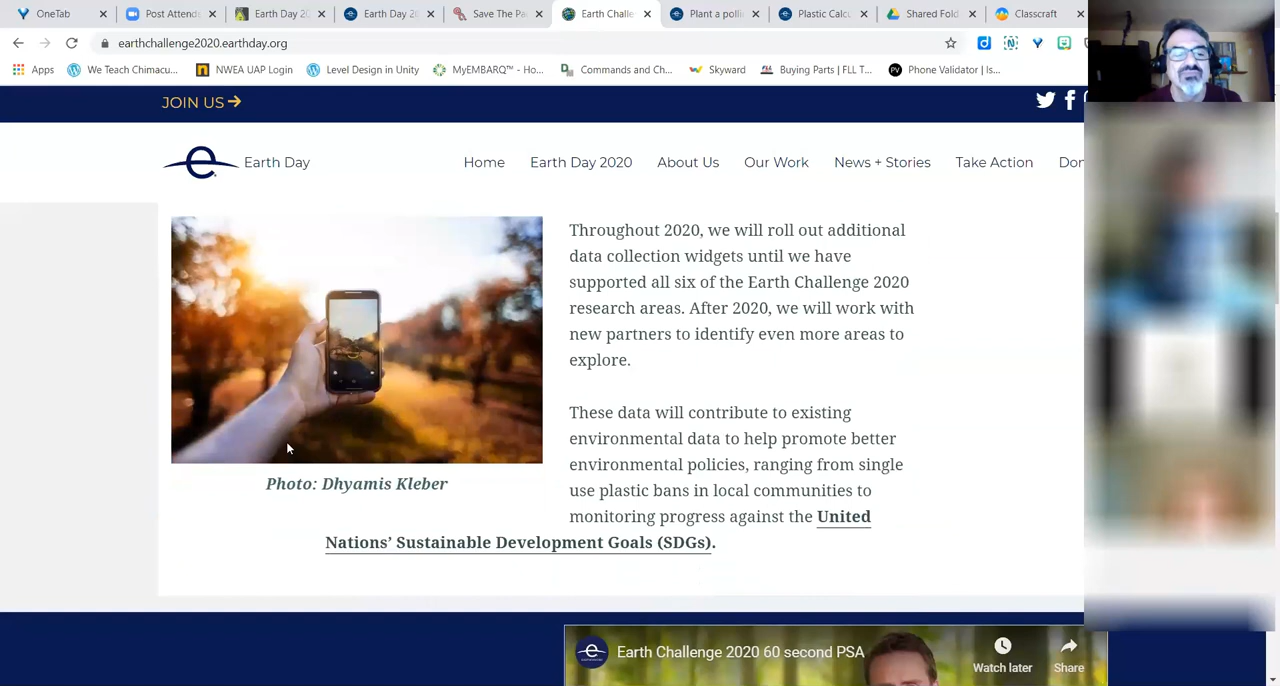 OneTab
Post Attends
Earth Day 20
Earth Day 20
Save The Pa
Earth Challe
Plant a polli
Plastic Calcu
Shared Fold
Classcraft
earthchallenge2020.earthday.org
Apps
We Teach Chimacu...
NWEA UAP Login
Level Design in Unity
MyEMBARQ™ - Ho...
Commands and Ch...
Skyward
Buying Parts | FLL T...
Phone Validator | Is...
JOIN US
e Earth Day
Home
Earth Day 2020
About Us
Our Work
News + Stories
Take Action
Don
Throughout 2020, we will roll out additional
data collection widgets until we have
supported all six of the Earth Challenge 2020
research areas. After 2020, we will work with
new partners to identify even more areas to
explore.
These data will contribute to existing
environmental data to help promote better
environmental policies, ranging from single
use plastic bans in local communities to
monitoring progress against the United
Nations' Sustainable Development Goals (SDGs).
Photo: Dhyamis Kleber
Earth Challenge 2020 60 second PSA
Watch later
Share